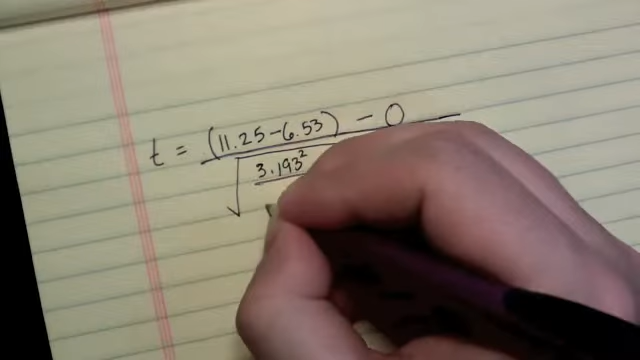 t = (11.25-6.53) - 0
3.193²